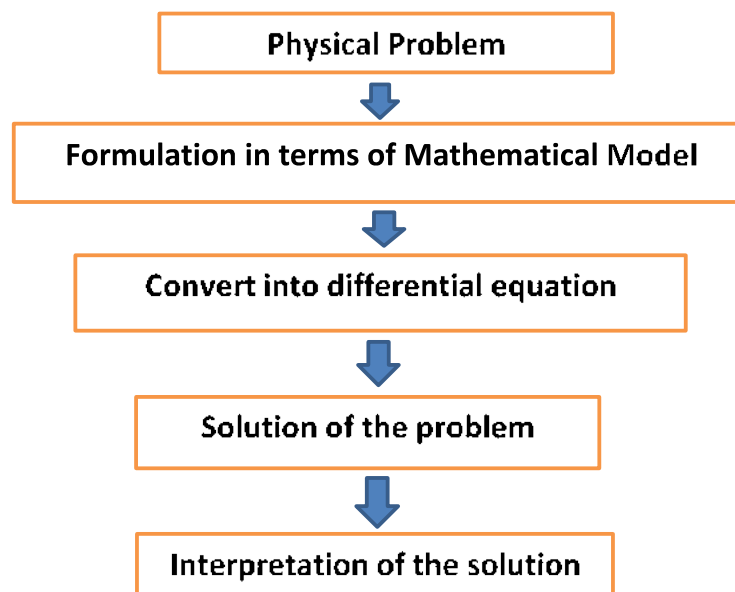 Physical Problem
Formulation in terms of Mathematical Model
Convert into differential equation
Solution of the problem
Interpretation of the solution